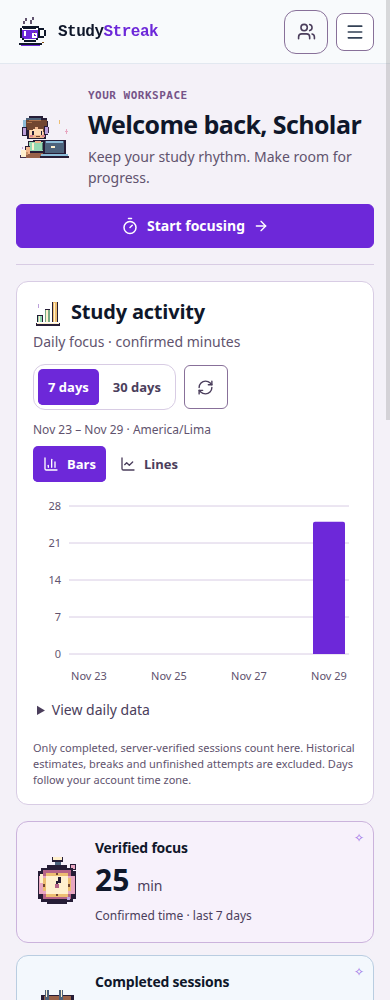 StudyStreak
YOUR WORKSPACE
Welcome back, Scholar
Keep your study rhythm. Make room for
progress.
Start focusing
Study activity
Daily focus · confirmed minutes
7 days
30 days
Nov 23 – Nov 29 · America/Lima
Bars
Lines
28
21
14
7
0
Nov 23
Nov 25
Nov 27
Nov 29
View daily data
Only completed, server-verified sessions count here. Historical
estimates, breaks and unfinished attempts are excluded. Days
follow your account time zone.
Verified focus
25 min
Confirmed time · last 7 days
Completed sessions